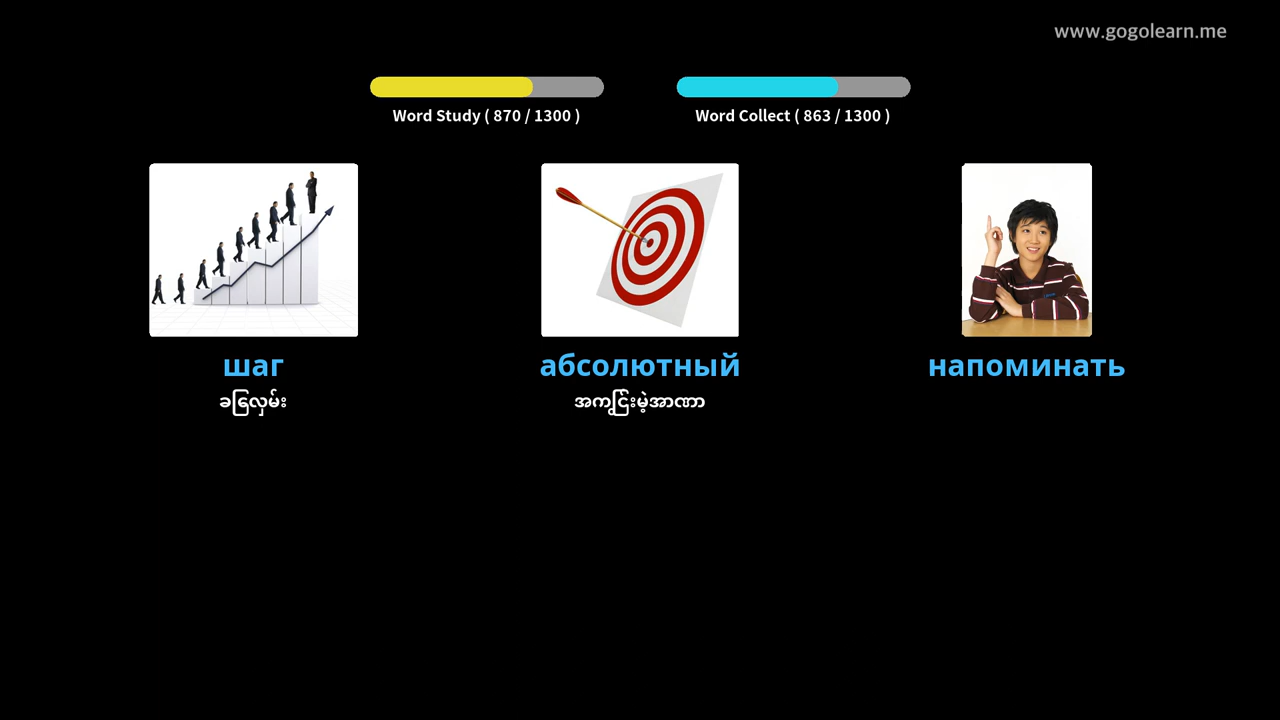 www.gogolearn.me
Word Study ( 870 / 1300 )
Word Collect ( 863 / 1300 )
шаг
абсолютный
напоминать
ခြေလှမ်း
အကြွင်းမဲ့အာဏာ